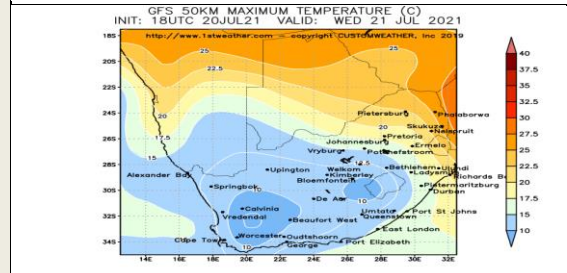 GFS 50KM MAXIMUM TEMPERATURE (C)
INIT: 18UTC 20JUL21 VALID: WED 21 JUL 2021
http://www.1stweather.com – copyright CUSTOMWEATHER, Inc 2019
18S
20S
22S
24S
26S
28S
30S
32S
34S
25
22.5
25
20
17.5
15
20
12.5
10
10
10
Pietersburg
Phalaborwa
Skukuza
Nelspruit
Pretoria
Johannesburg
Ermelo
Vryburg
Potchefstroom
Welkom
Bethlehem
Ulundi
Alexander Bay
Upington
Kimberley
Ladysmith
Richards B
Bloemfontein
Springbok
Pietermaritzburg
Durban
De Aar
Calvinia
Umtata
Port St Johns
Vredendal
Beaufort West
Queenstown
East London
Worcester
Oudtshoorn
Cape Town
George
Port Elizabeth
14E 16E 18E 20E 22E 24E 26E 28E 30E 32E
40
37.5
35
32.5
30
27.5
25
22.5
20
17.5
15
12.5
10